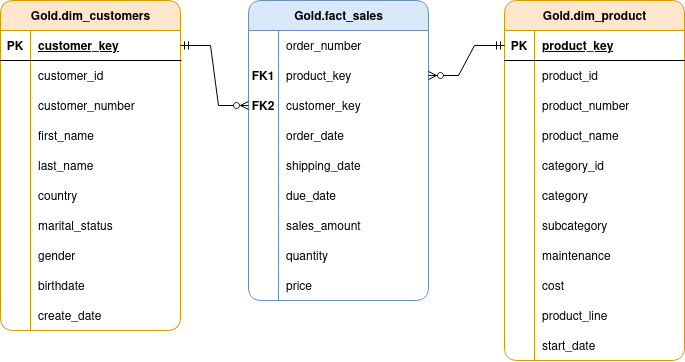 Gold.dim_customers
PK customer_key
customer_id
customer_number
first_name
last_name
country
marital_status
gender
birthdate
create_date
Gold.fact_sales
order_number
FK1 product_key
FK2 customer_key
order_date
shipping_date
due_date
sales_amount
quantity
price
Gold.dim_product
PK product_key
product_id
product_number
product_name
category_id
category
subcategory
maintenance
cost
product_line
start_date